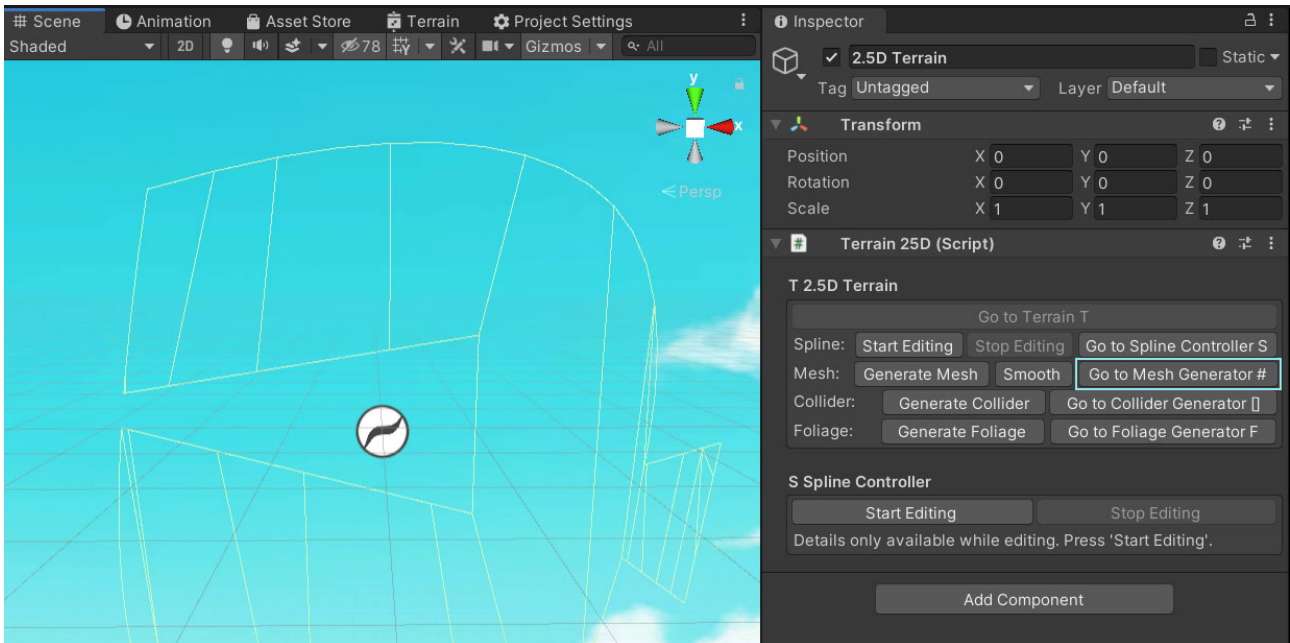 # Scene Animation Asset Store Terrain Project Settings
Shaded 2D 78 Gizmos All
y
x
<Persp
Inspector
2.5D Terrain Static
Tag Untagged Layer Default
Transform
Position X 0 Y 0 Z 0
Rotation X 0 Y 0 Z 0
Scale X 1 Y 1 Z 1
# Terrain 25D (Script)
T 2.5D Terrain
Go to Terrain T
Spline: Start Editing Stop Editing Go to Spline Controller S
Mesh: Generate Mesh Smooth Go to Mesh Generator #
Collider: Generate Collider Go to Collider Generator []
Foliage: Generate Foliage Go to Foliage Generator F
S Spline Controller
Start Editing Stop Editing
Details only available while editing. Press 'Start Editing'.
Add Component